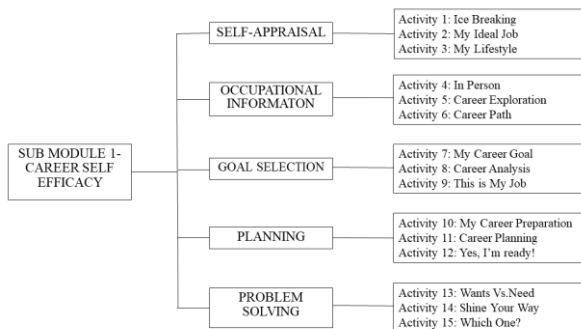 SUB MODULE 1-
CAREER SELF
EFFICACY
SELF-APPRAISAL
Activity 1: Ice Breaking
Activity 2: My Ideal Job
Activity 3: My Lifestyle
OCCUPATIONAL
INFORMATON
Activity 4: In Person
Activity 5: Career Exploration
Activity 6: Career Path
GOAL SELECTION
Activity 7: My Career Goal
Activity 8: Career Analysis
Activity 9: This is My Job
PLANNING
Activity 10: My Career Preparation
Activity 11: Career Planning
Activity 12: Yes, I'm ready!
PROBLEM
SOLVING
Activity 13: Wants Vs.Need
Activity 14: Shine Your Way
Activity 15: Which One?